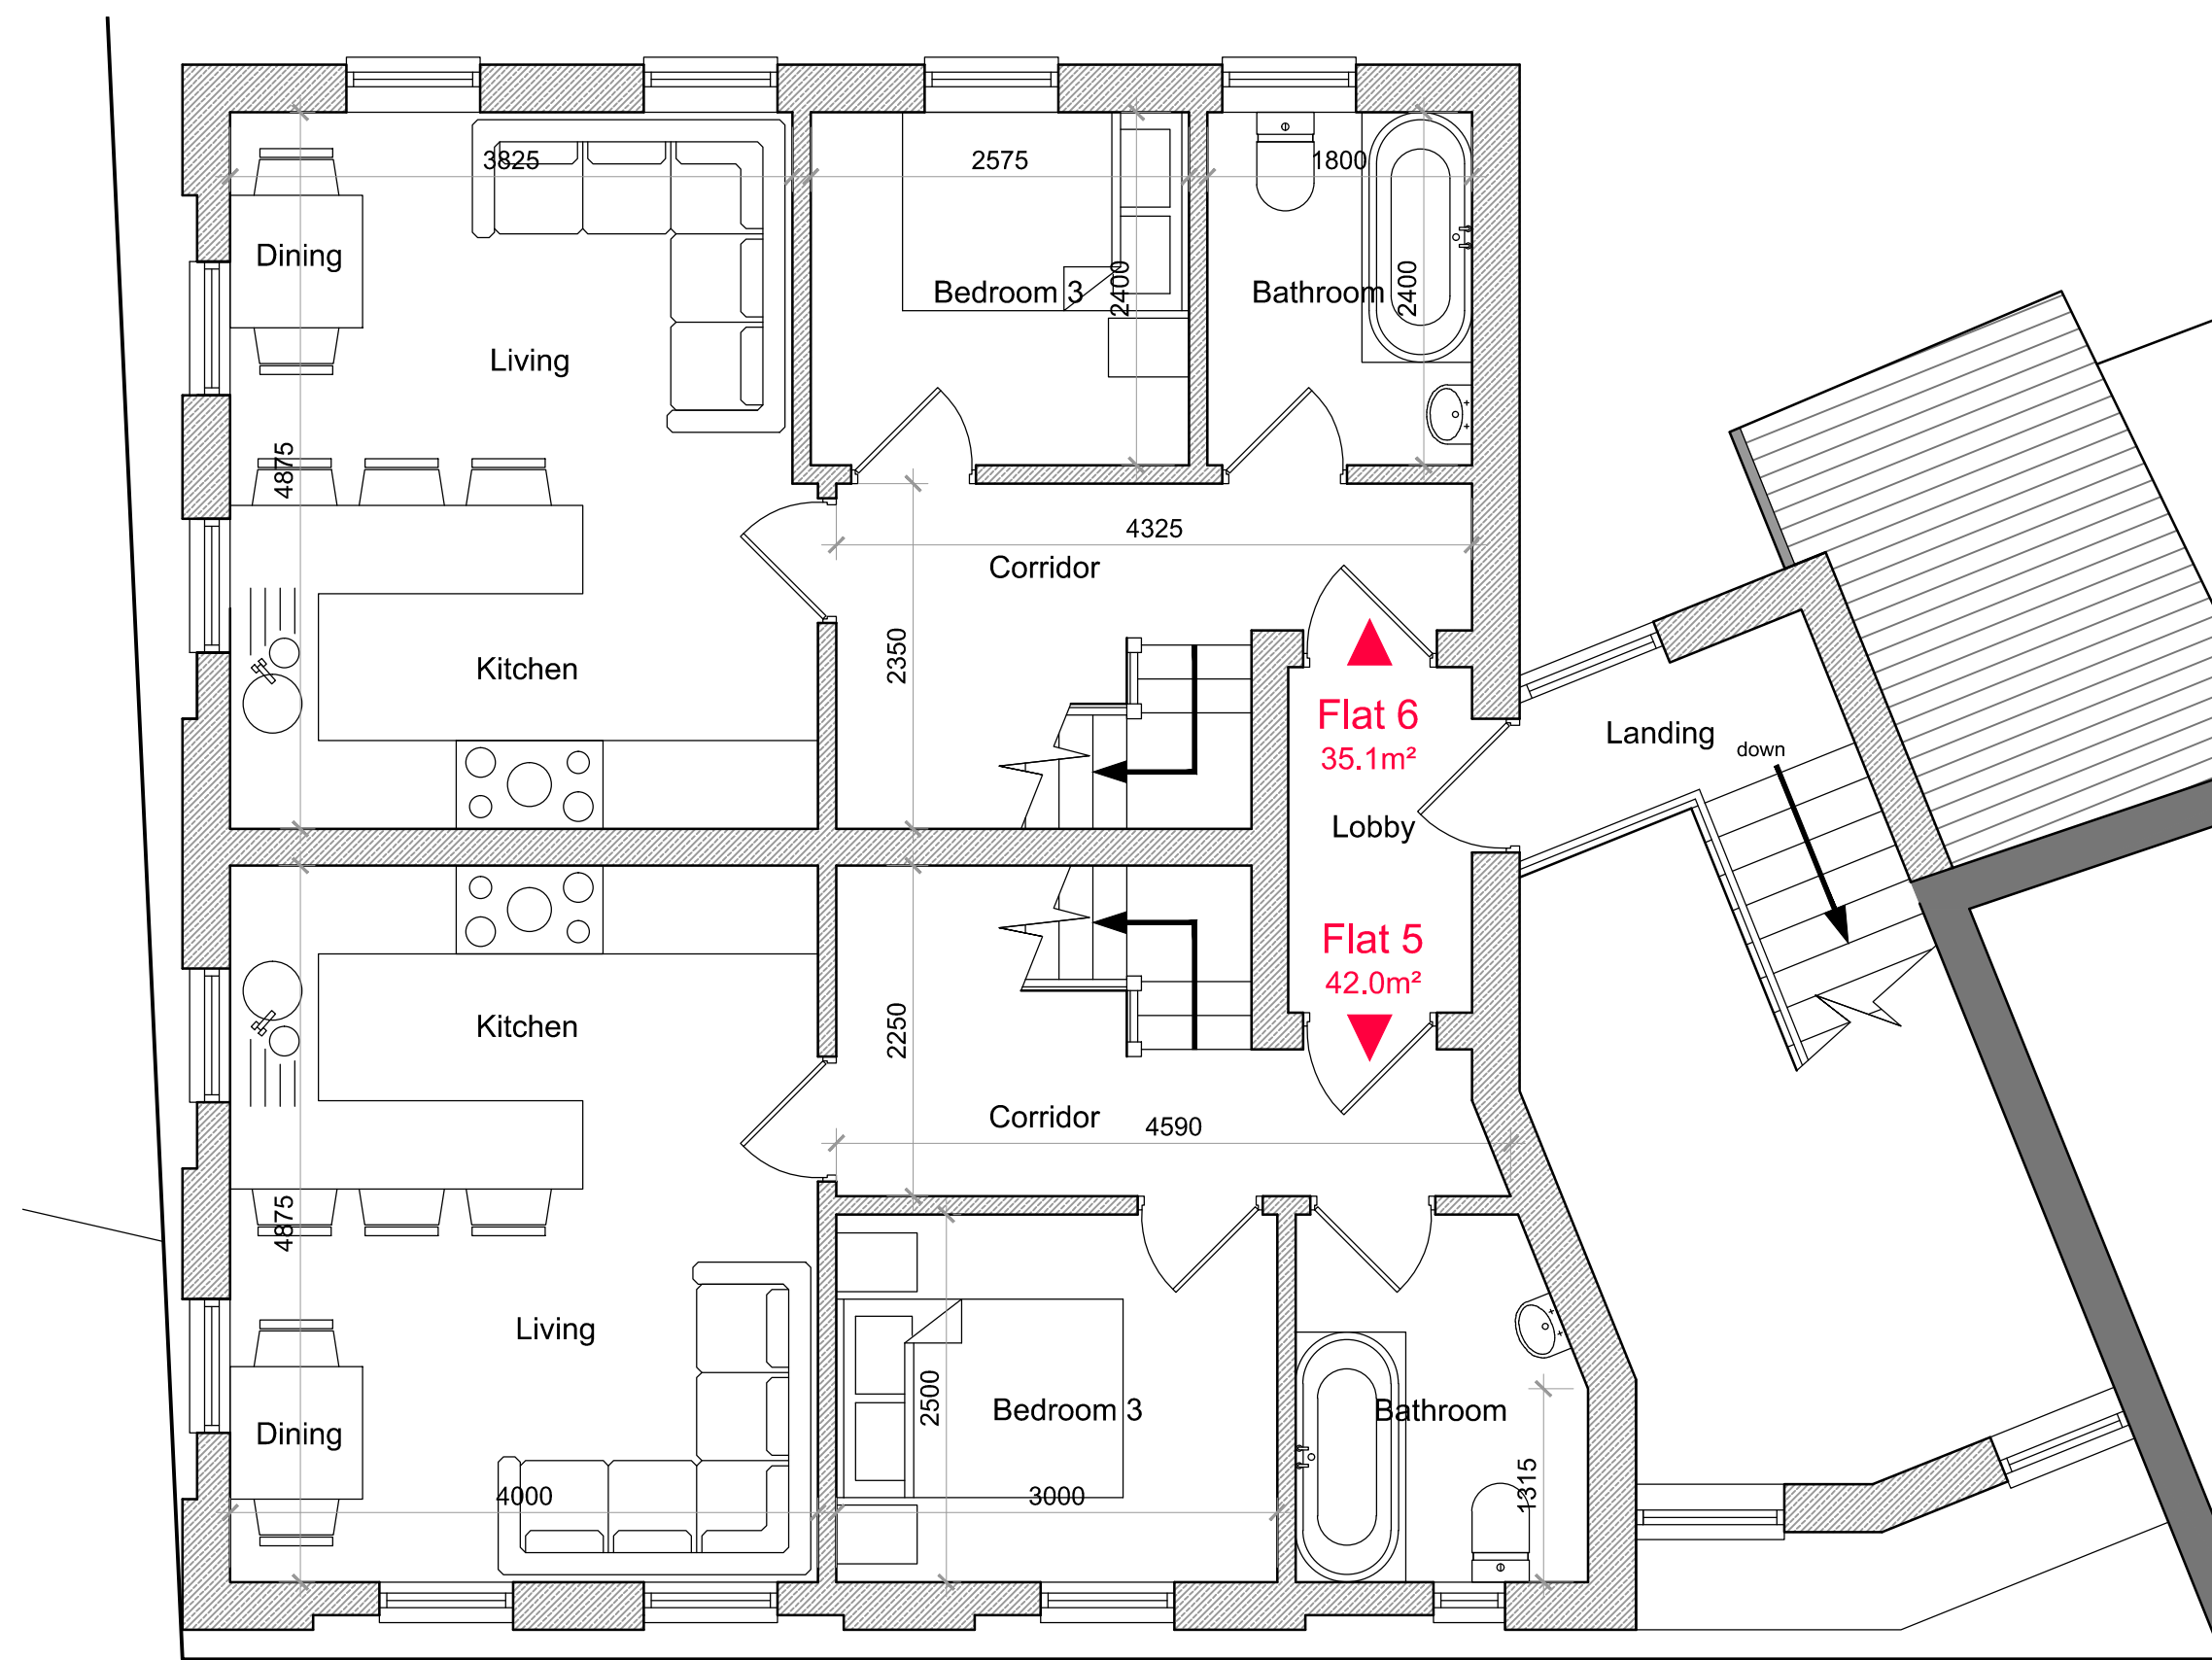 3825
2575
1800
Dining
Bedroom 3
2400
Bathroom
2400
Living
4875
4325
Corridor
2350
Kitchen
Flat 6
35.1m²
Landing
down
Lobby
Flat 5
42.0m²
Kitchen
2250
Corridor
4590
4875
Living
Dining
2500
Bedroom 3
Bathroom
1315
4000
3000